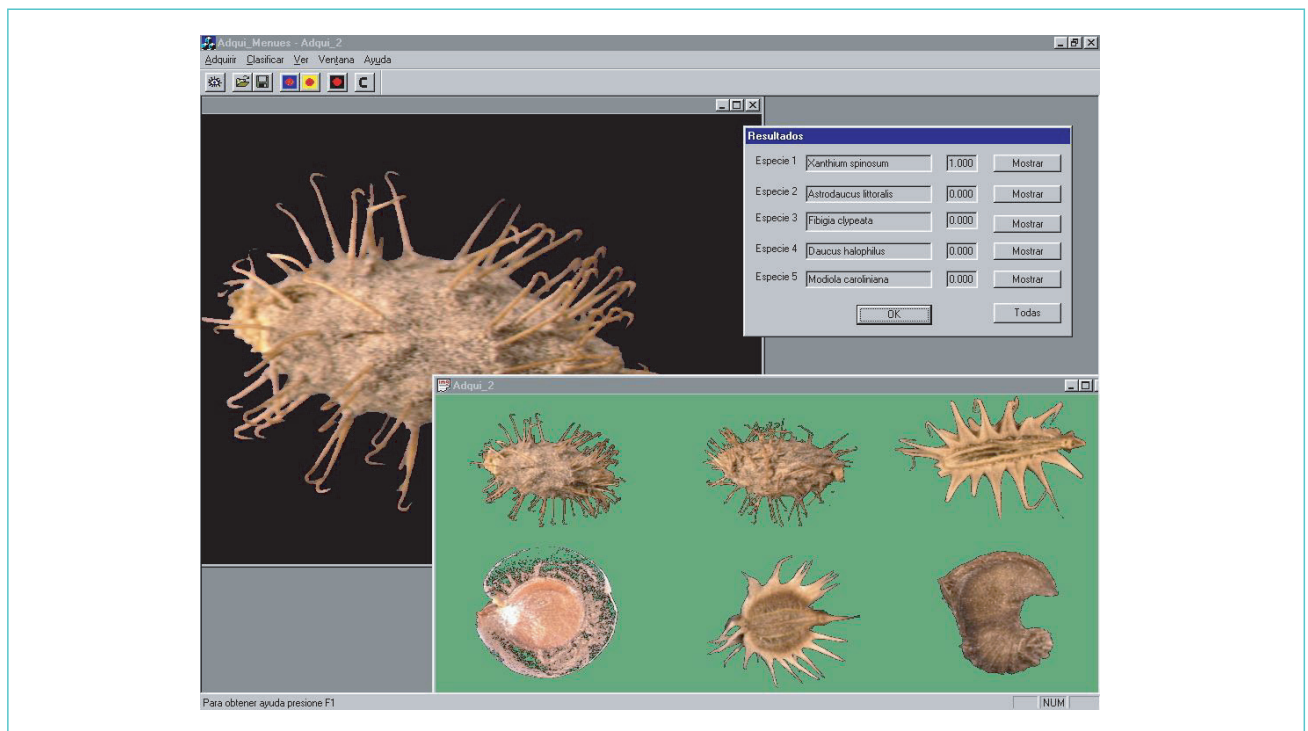 Adqui_Menues - Adqui_2
Adquirir Clasificar Ver Ventana Ayuda
C
Resultados
Especie 1 Xanthium spinosum 1.000 Mostrar
Especie 2 Astrodaucus littoralis 0.000 Mostrar
Especie 3 Fibigia clypeata 0.000 Mostrar
Especie 4 Daucus halophilus 0.000 Mostrar
Especie 5 Modiola caroliniana 0.000 Mostrar
OK Todas
Adqui_2
Para obtener ayuda presione F1 NUM